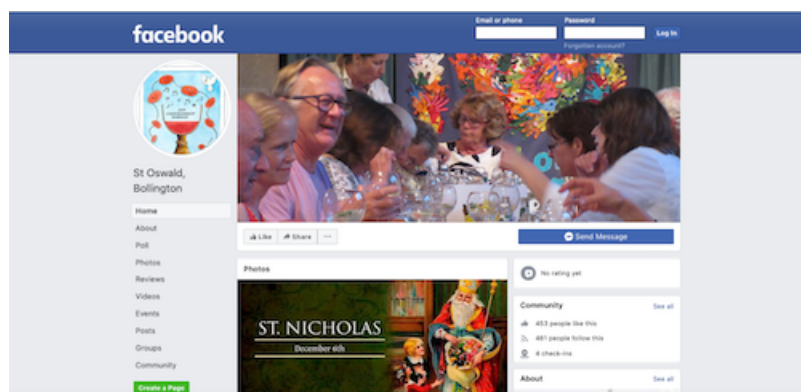 facebook
Email or phone
Password
Log In
Forgotten account?
St Oswald,
Bollington
Home
About
Poll
Photos
Reviews
Videos
Events
Posts
Groups
Community
Create a Page
Like
Share
Send Message
Photos
ST. NICHOLAS
December 6th
No rating yet
Community
See all
453 people like this
461 people follow this
4 check-ins
About
See all